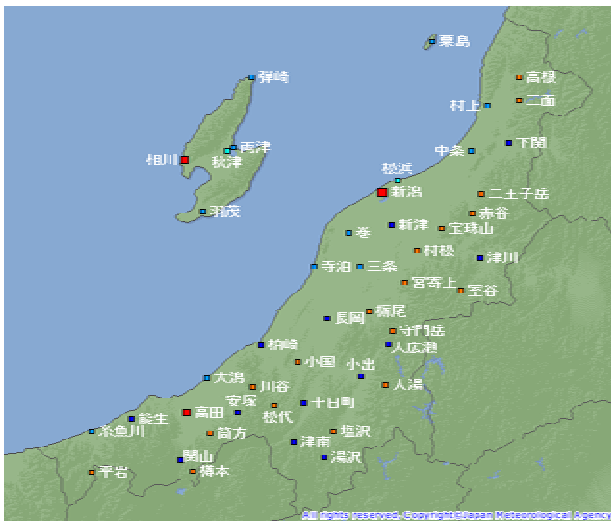 粟島
弾崎
高根
村上
三面
両津
下関
相川
秋津
中条
松浜
新潟
二王子岳
羽茂
赤谷
巻
新津
宝珠山
村松
津川
寺泊
三条
宮寄上
室谷
長岡
栃尾
守門岳
柏崎
大広瀬
小国
小出
大潟
川谷
入湯
安塚
高田
松代
十日町
能生
糸魚川
筒方
塩沢
津南
関山
湯沢
平岩
樽本
All rights reserved. Copyright©Japan Meteorological Agency